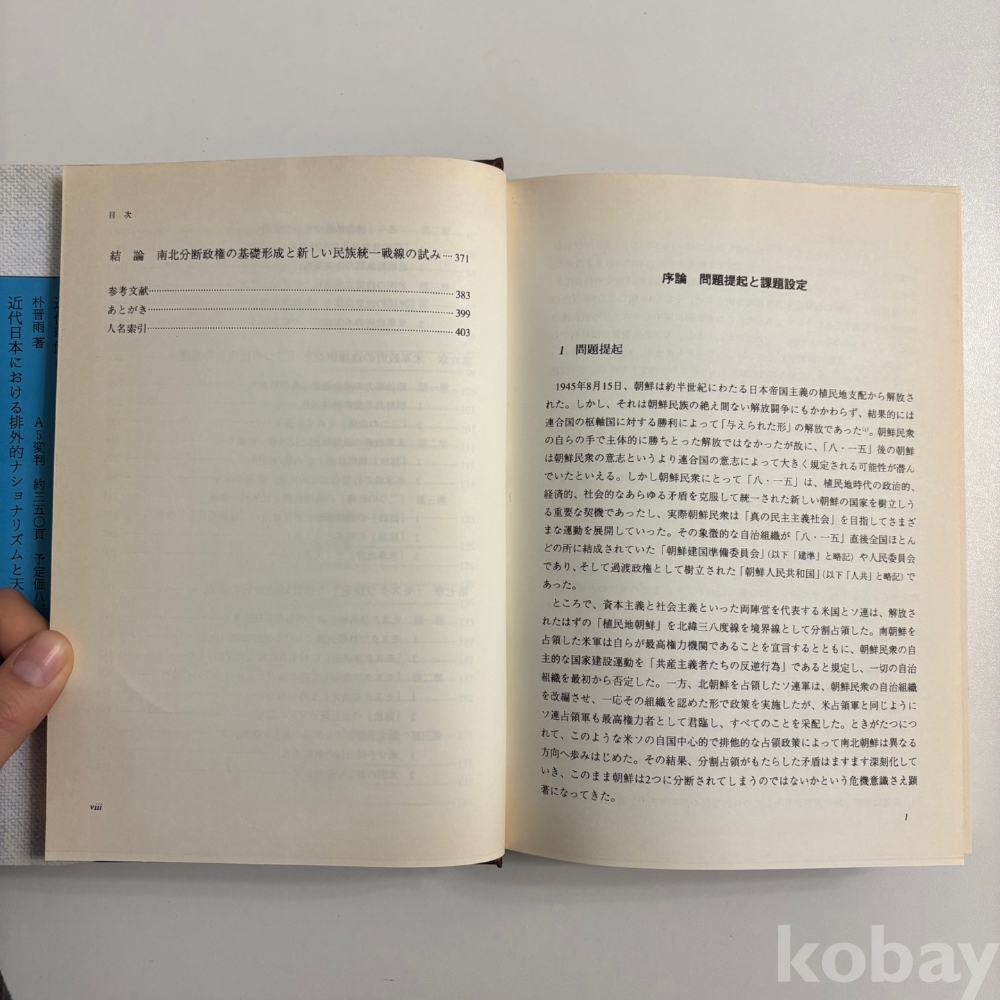 朴晋雨著
A5変判 約三五〇頁 予定価八
近代日本における排外的ナショナリズムと天
目 次
結 論 南北分断政権の基礎形成と新しい民族統一戦線の試み…371
参考文献……383
あとがき……399
人名索引……403
viii
序論 問題提起と課題設定
1 問題提起
1945年8月15日、朝鮮は約半世紀にわたる日本帝国主義の植民地支配から解放さ
れた。しかし、それは朝鮮民族の絶え間ない解放闘争にもかかわらず、結果的には
連合国の枢軸国に対する勝利によって「与えられた形」の解放であった⁽¹⁾。朝鮮民衆
の自らの手で主体的に勝ちとった解放ではなかったが故に、「八・一五」後の朝鮮
は朝鮮民衆の意志というより連合国の意志によって大きく規定される可能性が潜ん
でいたといえる。しかし朝鮮民衆にとって「八・一五」は、植民地時代の政治的、
経済的、社会的なあらゆる矛盾を克服して統一された新しい朝鮮の国家を樹立しう
る重要な契機であったし、実際朝鮮民衆は「真の民主主義社会」を目指してさまざ
まな運動を展開していった。その象徴的な自治組織が「八・一五」直後全国ほとん
どの所に結成されていた「朝鮮建国準備委員会」(以下「建準」と略記)や人民委員会
であり、そして過渡政権として樹立された「朝鮮人民共和国」(以下「人共」と略記)で
あった。
ところで、資本主義と社会主義といった両陣営を代表する米国とソ連は、解放さ
れたはずの「植民地朝鮮」を北緯三八度線を境界線として分割占領した。南朝鮮を
占領した米軍は自らが最高権力機関であることを宣言するとともに、朝鮮民衆の自
主的な国家建設運動を「共産主義者たちの反逆行為」であると規定し、一切の自治
組織を最初から否定した。一方、北朝鮮を占領したソ連軍は、朝鮮民衆の自治組織
を改編させ、一応その組織を認めた形で政策を実施したが、米占領軍と同じように
ソ連占領軍も最高権力者として君臨し、すべてのことを采配した。ときがたつにつ
れて、このような米ソの自国中心的で排他的な占領政策によって南北朝鮮は異なる
方向へ歩みはじめた。その結果、分割占領がもたらした矛盾はますます深刻化して
いき、このまま朝鮮は2つに分断されてしまうのではないかという危機意識さえ顕
著になってきた。
1
kobay